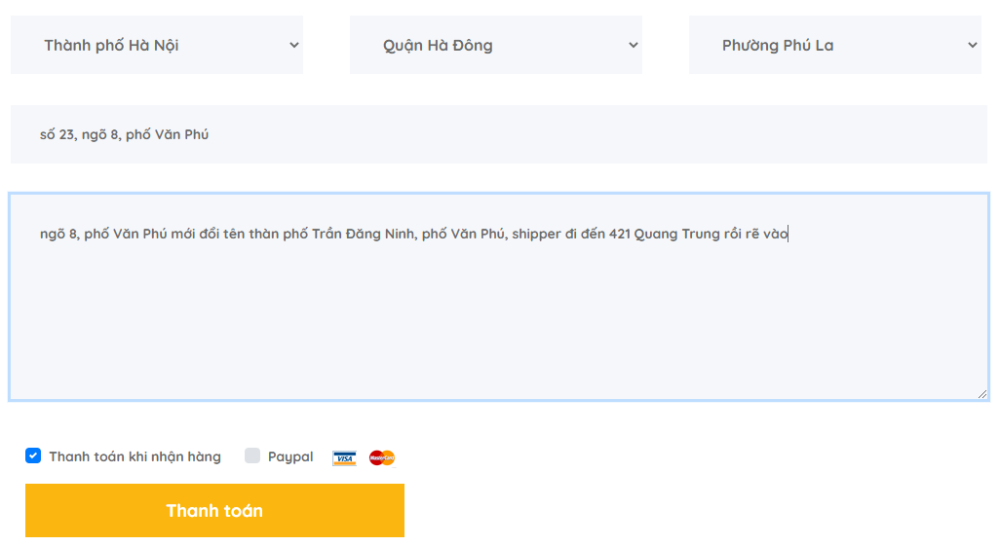 Thành phố Hà Nội Quận Hà Đông Phường Phú La
số 23, ngõ 8, phố Văn Phú
ngõ 8, phố Văn Phú mới đổi tên thàn phố Trần Đăng Ninh, phố Văn Phú, shipper đi đến 421 Quang Trung rồi rẽ vào
Thanh toán khi nhận hàng Paypal VISA MasterCard
Thanh toán